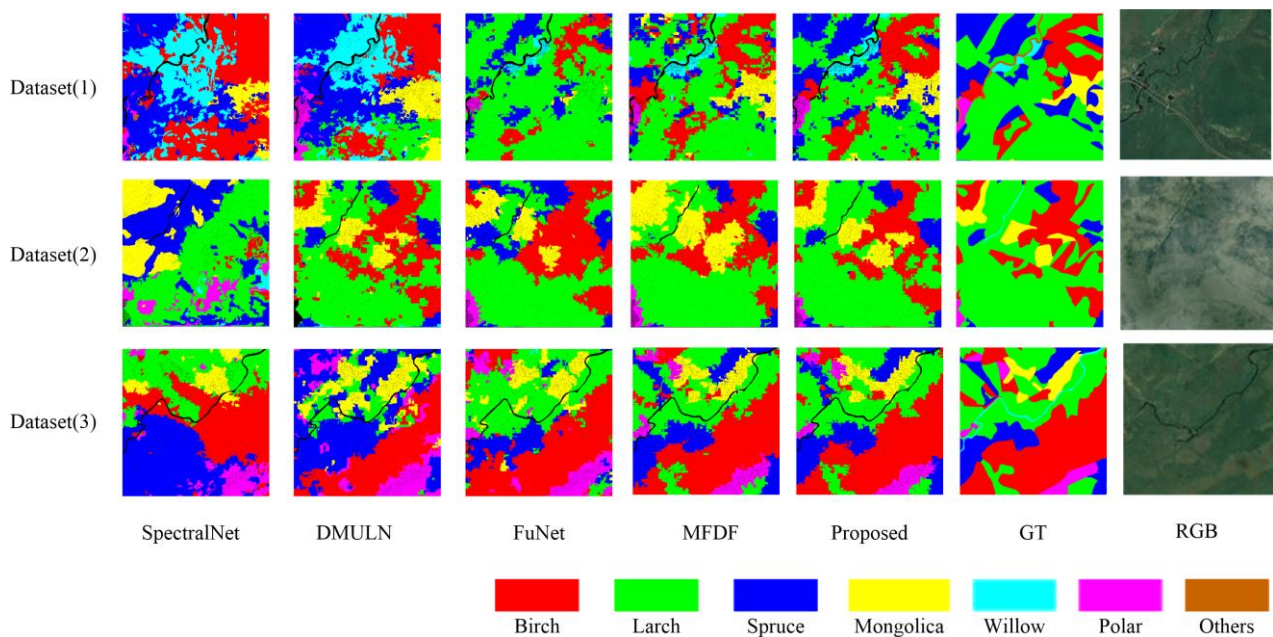 Dataset(1)
Dataset(2)
Dataset(3)
SpectralNet DMULN FuNet MFDF Proposed GT RGB
Birch Larch Spruce Mongolica Willow Polar Others